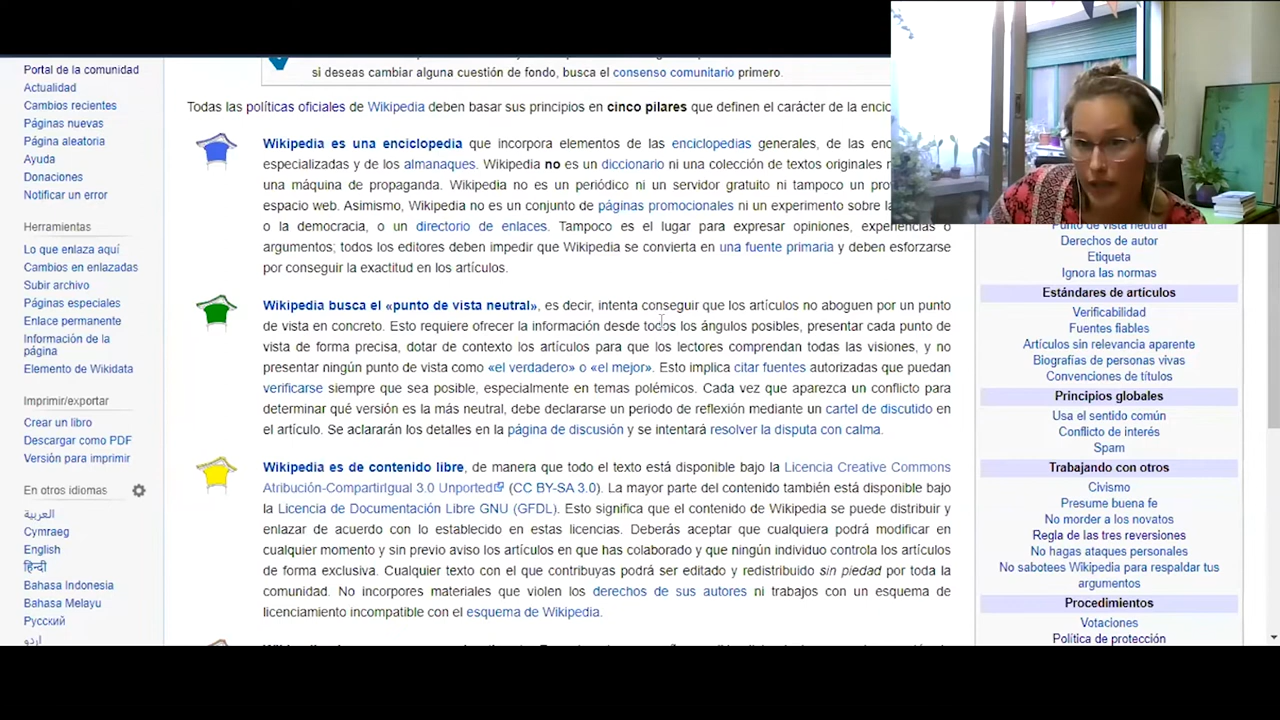 Portal de la comunidad
Actualidad
Cambios recientes
Páginas nuevas
Página aleatoria
Ayuda
Donaciones
Notificar un error
Herramientas
Lo que enlaza aquí
Cambios en enlazadas
Subir archivo
Páginas especiales
Enlace permanente
Información de la
página
Elemento de Wikidata
Imprimir/exportar
Crear un libro
Descargar como PDF
Versión para imprimir
En otros idiomas
العربية
Cymraeg
English
हिन्दी
Bahasa Indonesia
Bahasa Melayu
Русский
اردو
si deseas cambiar alguna cuestión de fondo, busca el consenso comunitario primero.
Todas las políticas oficiales de Wikipedia deben basar sus principios en cinco pilares que definen el carácter de la
Wikipedia es una enciclopedia que incorpora elementos de las enciclopedias generales, de las
especializadas y de los almanaques. Wikipedia no es un diccionario ni una colección de textos originales
una máquina de propaganda. Wikipedia no es un periódico ni un servidor gratuito ni tampoco un
espacio web. Asimismo, Wikipedia no es un conjunto de páginas promocionales ni un experimento sobre
o la democracia, o un directorio de enlaces. Tampoco es el lugar para expresar opiniones, experiencias o
argumentos; todos los editores deben impedir que Wikipedia se convierta en una fuente primaria y deben esforzarse
por conseguir la exactitud en los artículos.
Wikipedia busca el «punto de vista neutral», es decir, intenta conseguir que los artículos no aboguen por un punto
de vista en concreto. Esto requiere ofrecer la información desde todos los ángulos posibles, presentar cada punto de
vista de forma precisa, dotar de contexto los artículos para que los lectores comprendan todas las visiones, y no
presentar ningún punto de vista como «el verdadero» o «el mejor». Esto implica citar fuentes autorizadas que puedan
verificarse siempre que sea posible, especialmente en temas polémicos. Cada vez que aparezca un conflicto para
determinar qué versión es la más neutral, debe declararse un periodo de reflexión mediante un cartel de discutido en
el artículo. Se aclararán los detalles en la página de discusión y se intentará resolver la disputa con calma.
Wikipedia es de contenido libre, de manera que todo el texto está disponible bajo la Licencia Creative Commons
Atribución-CompartirIgual 3.0 Unported (CC BY-SA 3.0). La mayor parte del contenido también está disponible bajo
la Licencia de Documentación Libre GNU (GFDL). Esto significa que el contenido de Wikipedia se puede distribuir y
enlazar de acuerdo con lo establecido en estas licencias. Deberás aceptar que cualquiera podrá modificar en
cualquier momento y sin previo aviso los artículos en que has colaborado y que ningún individuo controla los artículos
de forma exclusiva. Cualquier texto con el que contribuyas podrá ser editado y redistribuido sin piedad por toda la
comunidad. No incorpores materiales que violen los derechos de sus autores ni trabajos con un esquema de
licenciamiento incompatible con el esquema de Wikipedia.
Punto de vista neutral
Derechos de autor
Etiqueta
Ignora las normas
Estándares de artículos
Verificabilidad
Fuentes fiables
Artículos sin relevancia aparente
Biografías de personas vivas
Convenciones de títulos
Principios globales
Usa el sentido común
Conflicto de interés
Spam
Trabajando con otros
Civismo
Presume buena fe
No morder a los novatos
Regla de las tres reversiones
No hagas ataques personales
No sabotees Wikipedia para respaldar tus
argumentos
Procedimientos
Votaciones
Política de protección